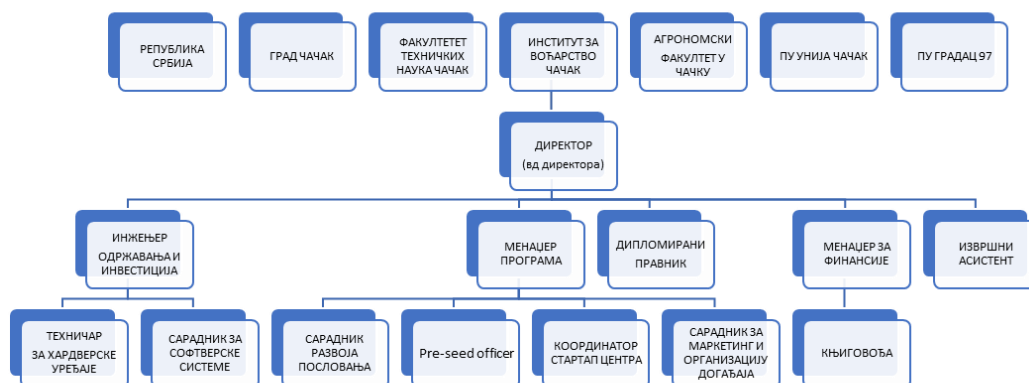 РЕПУБЛИКА
СРБИЈА
ГРАД ЧАЧАК
ФАКУЛТЕТЕТ
ТЕХНИЧКИХ
НАУКА ЧАЧАК
ИНСТИТУТ ЗА
ВОЋАРСТВО
ЧАЧАК
АГРОНОМСКИ
ФАКУЛТЕТ У
ЧАЧКУ
ПУ УНИЈА ЧАЧАК
ПУ ГРАДАЦ 97
ДИРЕКТОР
(вд директора)
ИНЖЕЊЕР
ОДРЖАВАЊА И
ИНВЕСТИЦИЈА
МЕНАЏЕР
ПРОГРАМА
ДИПЛОМИРАНИ
ПРАВНИК
МЕНАЏЕР ЗА
ФИНАНСИЈЕ
ИЗВРШНИ
АСИСТЕНТ
ТЕХНИЧАР
ЗА ХАРДВЕРСКЕ
УРЕЂАЈЕ
САРАДНИК ЗА
СОФТВЕРСКЕ
СИСТЕМЕ
САРАДНИК
РАЗВОЈА
ПОСЛОВАЊА
Pre-seed officer
КООРДИНАТОР
СТАРТАП ЦЕНТРА
САРАДНИК ЗА
МАРКЕТИНГ И
ОРГАНИЗАЦИЈУ
ДОГАЂАЈА
КЊИГОВОЂА